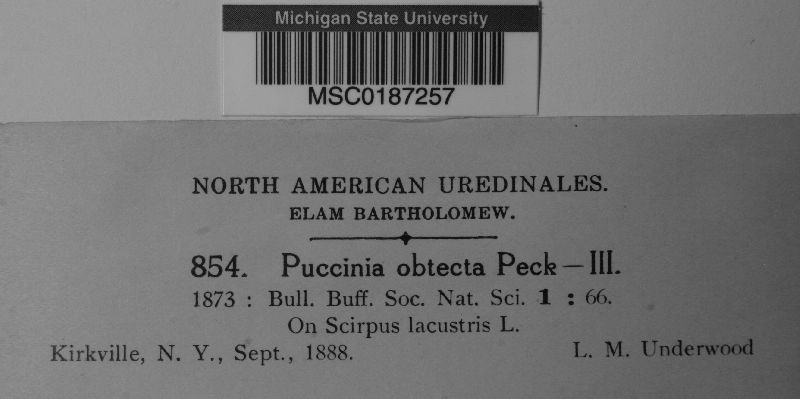 Michigan State University
MSC0187257
NORTH AMERICAN UREDINALES.
ELAM BARTHOLOMEW.
854. Puccinia obtecta Peck—III.
1873 : Bull. Buff. Soc. Nat. Sci. 1 : 66.
On Scirpus lacustris L.
Kirkville, N. Y., Sept., 1888. L. M. Underwood